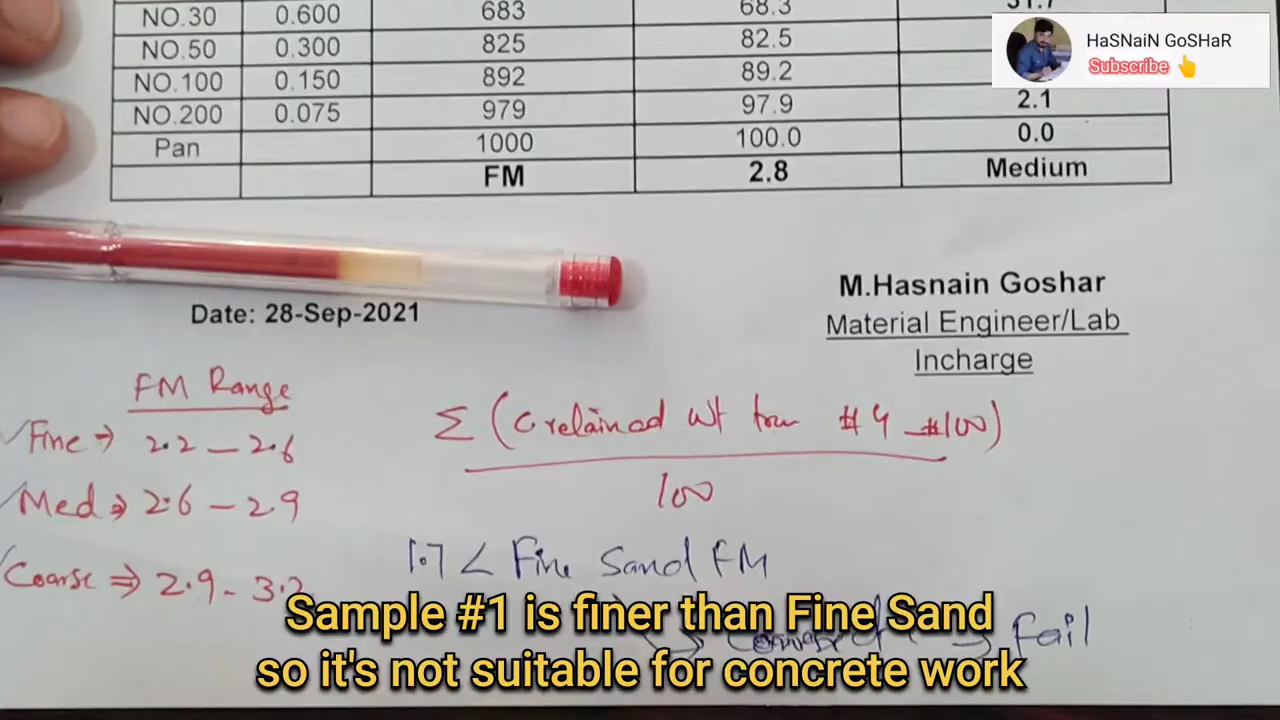 NO.30 0.600 683 68.3 31.7
NO.50 0.300 825 82.5
NO.100 0.150 892 89.2
NO.200 0.075 979 97.9 2.1
Pan 1000 100.0 0.0
FM 2.8 Medium
HaSNaiN GoSHaR
Subscribe
Date: 28-Sep-2021
M.Hasnain Goshar
Material Engineer/Lab
Incharge
FM Range
Fine ⇒ 2.2 – 2.6
Med ⇒ 2.6 – 2.9
Coarse ⇒ 2.9 - 3.2
Σ (C retained wt from #4 – #100)
100
1.7 < Fine Sand FM
→ Fail
Sample #1 is finer than Fine Sand
so it's not suitable for concrete work